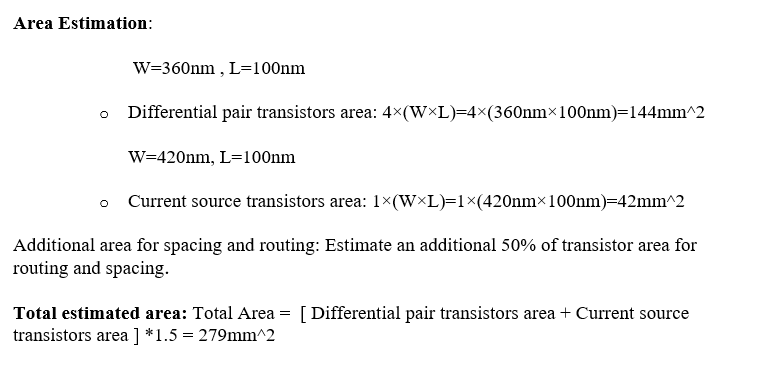 Area Estimation:
W=360nm , L=100nm
o Differential pair transistors area: 4×(W×L)=4×(360nm×100nm)=144mm^2
W=420nm, L=100nm
o Current source transistors area: 1×(W×L)=1×(420nm×100nm)=42mm^2
Additional area for spacing and routing: Estimate an additional 50% of transistor area for
routing and spacing.
Total estimated area: Total Area = [ Differential pair transistors area + Current source
transistors area ] *1.5 = 279mm^2